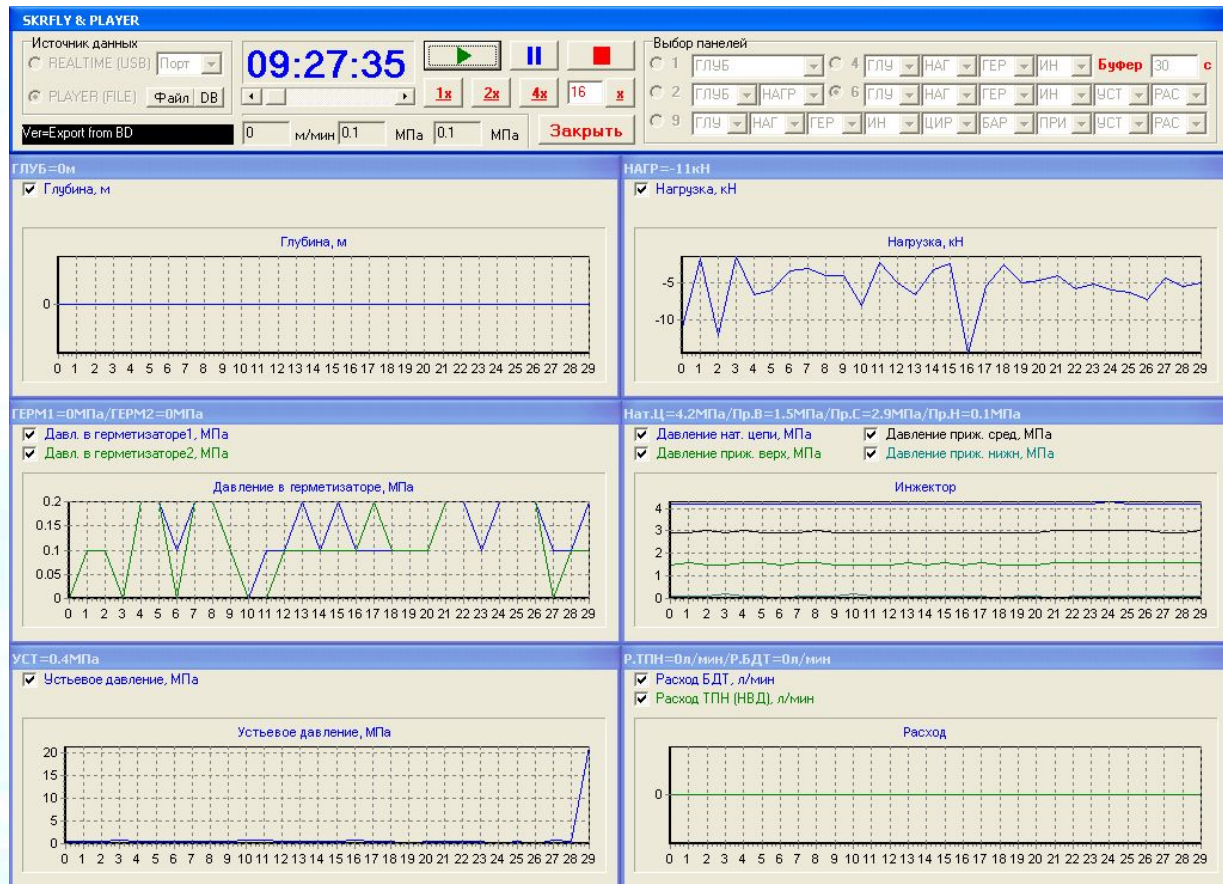 SKRFLY & PLAYER
Источник данных
REALTIME (USB) Порт
PLAYER (FILE) Файл DB
Ver=Export from BD
09:27:35
1x 2x 4x 16 x
0 м/мин 0.1 МПа 0.1 МПа Закрыть
Выбор панелей
1 ГЛУБ 4 ГЛУ НАГ ГЕР ИН Буфер 30 с
2 ГЛУБ НАГР 6 ГЛУ НАГ ГЕР ИН УСТ РАС
9 ГЛУ НАГ ГЕР ИН ЦИР БАР ПРИ УСТ РАС
ГЛУБ=0м
Глубина, м
Глубина, м
0
0 1 2 3 4 5 6 7 8 9 10 11 12 13 14 15 16 17 18 19 20 21 22 23 24 25 26 27 28 29
НАГР=-11кН
Нагрузка, кН
Нагрузка, кН
-5
-10
0 1 2 3 4 5 6 7 8 9 10 11 12 13 14 15 16 17 18 19 20 21 22 23 24 25 26 27 28 29
ГЕРМ1=0МПа/ГЕРМ2=0МПа
Давл. в герметизаторе1, МПа
Давл. в герметизаторе2, МПа
Давление в герметизаторе, МПа
0.2
0.15
0.1
0.05
0
0 1 2 3 4 5 6 7 8 9 10 11 12 13 14 15 16 17 18 19 20 21 22 23 24 25 26 27 28 29
Нат.Ц=4.2МПа/Пр.В=1.5МПа/Пр.С=2.9МПа/Пр.Н=0.1МПа
Давление нат. цепи, МПа Давление приж. сред, МПа
Давление приж. верх, МПа Давление приж. нижн, МПа
Инжектор
4
3
2
1
0
0 1 2 3 4 5 6 7 8 9 10 11 12 13 14 15 16 17 18 19 20 21 22 23 24 25 26 27 28 29
УСТ=0.4МПа
Устьевое давление, МПа
Устьевое давление, МПа
20
15
10
5
0
0 1 2 3 4 5 6 7 8 9 10 11 12 13 14 15 16 17 18 19 20 21 22 23 24 25 26 27 28 29
Р.ТПН=0л/мин/Р.БДТ=0л/мин
Расход БДТ, л/мин
Расход ТПН (НВД), л/мин
Расход
0
0 1 2 3 4 5 6 7 8 9 10 11 12 13 14 15 16 17 18 19 20 21 22 23 24 25 26 27 28 29